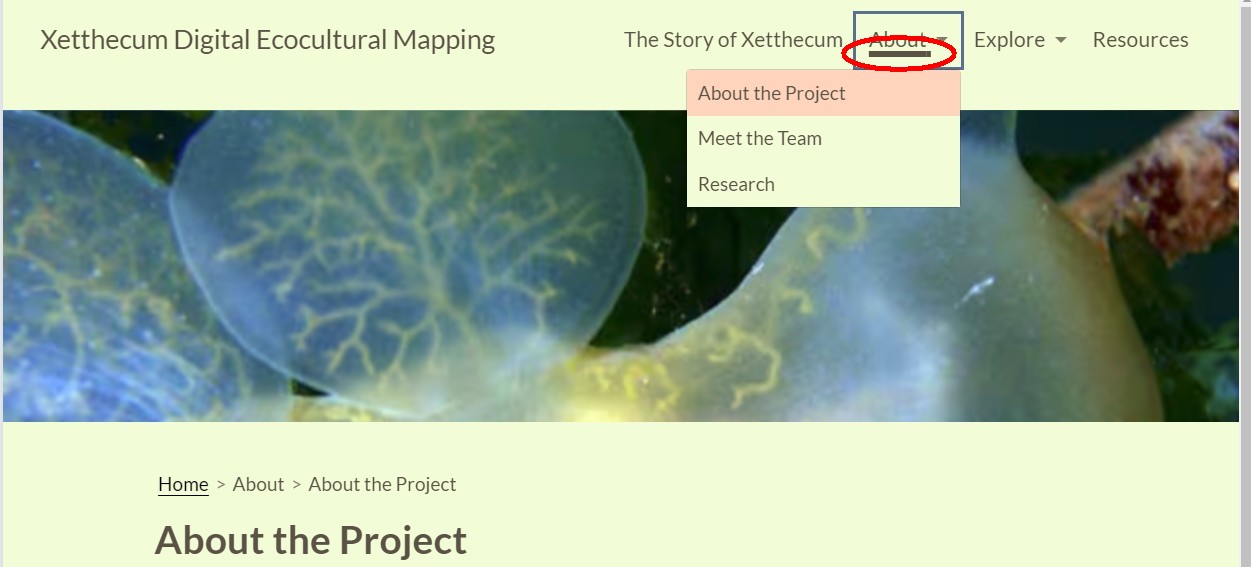 Xetthecum Digital Ecocultural Mapping
The Story of Xetthecum About Explore Resources
About the Project
Meet the Team
Research
Home > About > About the Project
About the Project